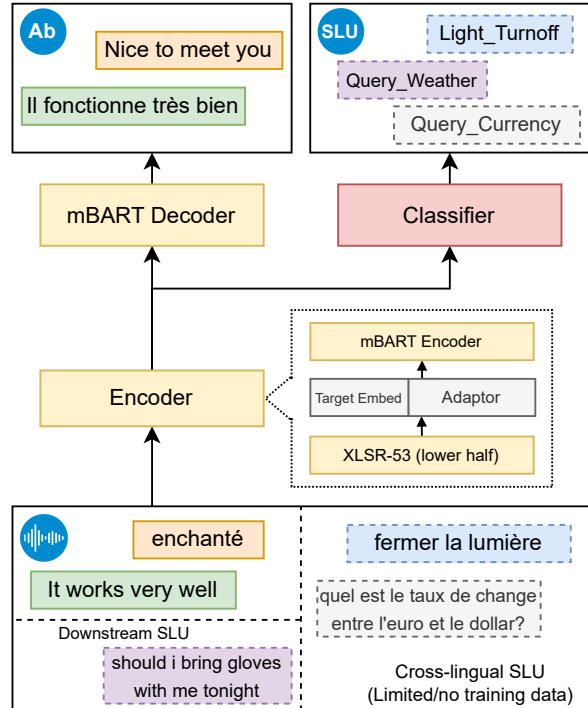 Ab
Nice to meet you
Il fonctionne très bien
SLU
Light_Turnoff
Query_Weather
Query_Currency
mBART Decoder
Classifier
Encoder
mBART Encoder
Target Embed
Adaptor
XLSR-53 (lower half)
enchanté
It works very well
Downstream SLU
should i bring gloves
with me tonight
fermer la lumière
quel est le taux de change
entre l'euro et le dollar?
Cross-lingual SLU
(Limited/no training data)